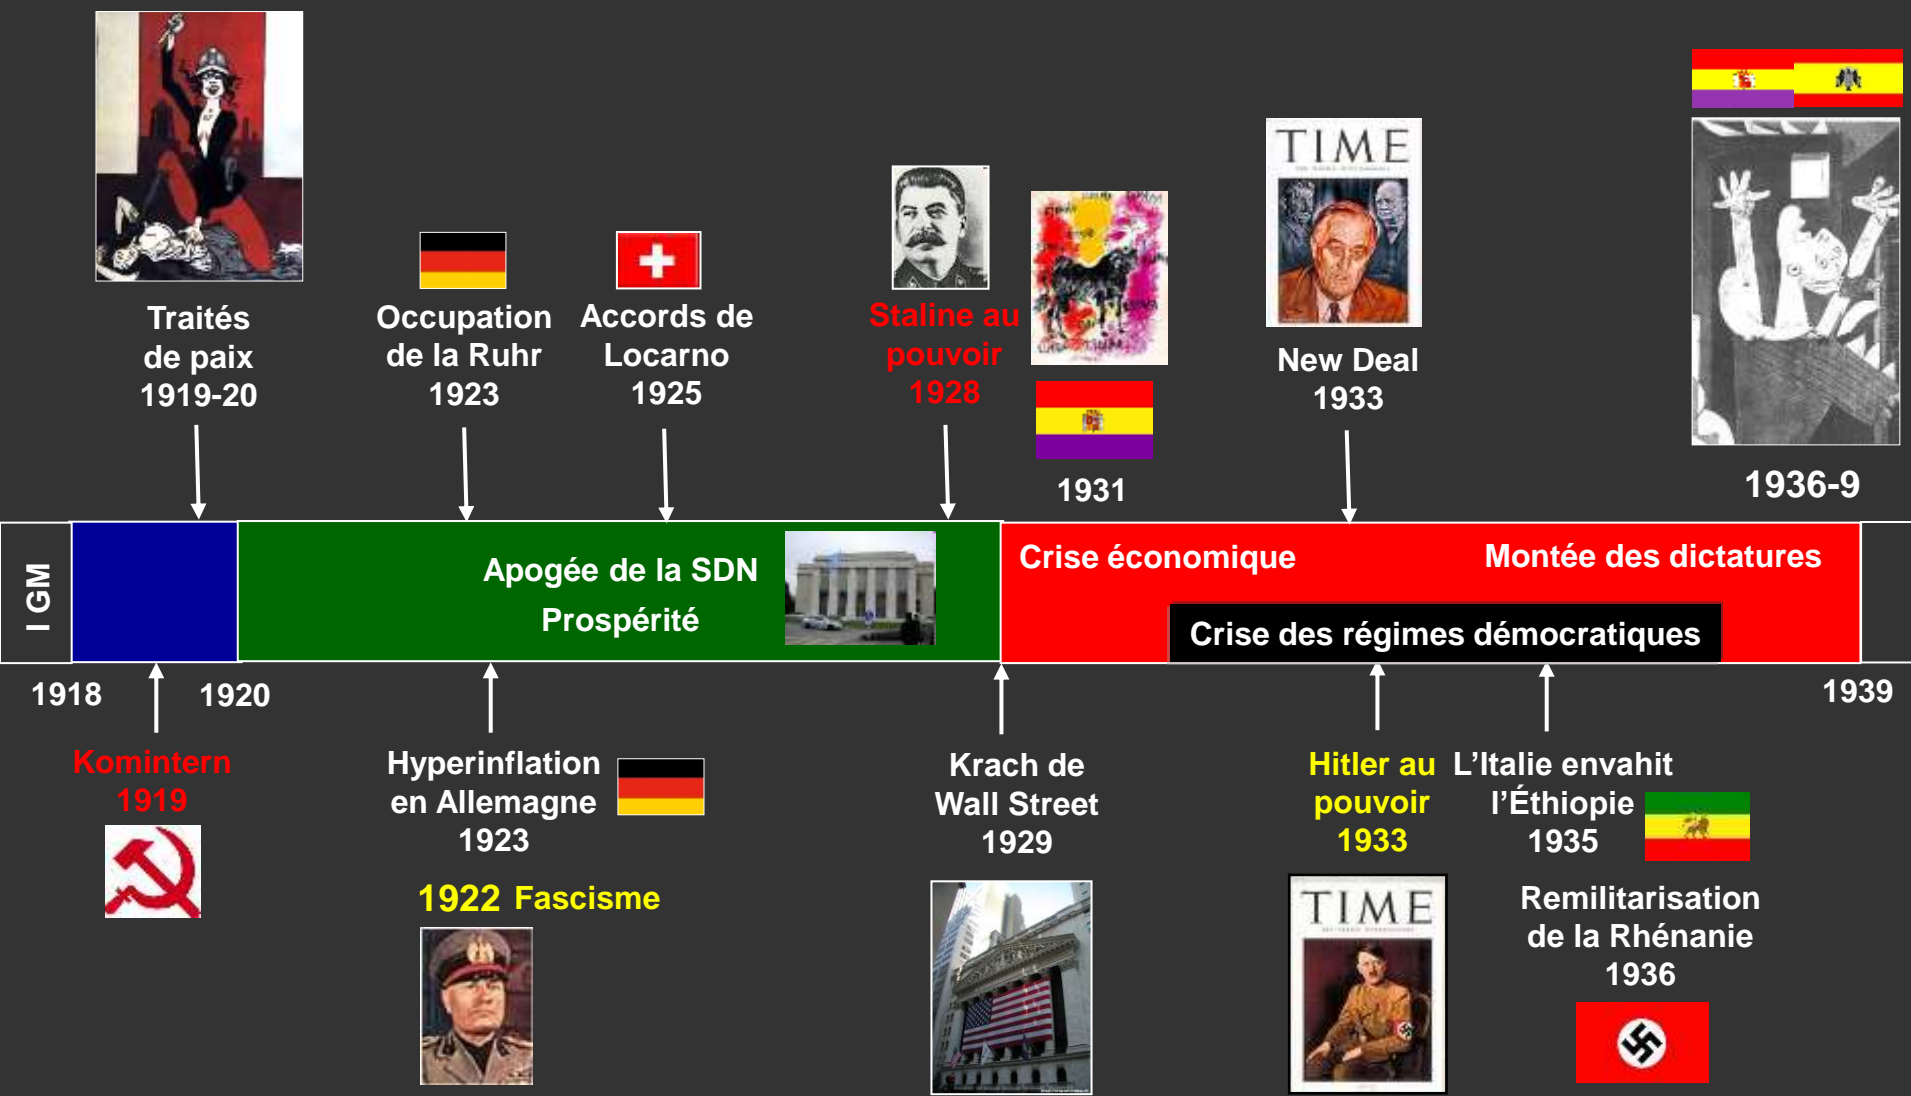 TIME
Traités
de paix
1919-20
Occupation
de la Ruhr
1923
Accords de
Locarno
1925
Staline au
pouvoir
1928
1931
New Deal
1933
1936-9
I GM
Apogée de la SDN
Prospérité
Crise économique
Montée des dictatures
Crise des régimes démocratiques
1918
1920
1939
Komintern
1919
Hyperinflation
en Allemagne
1923
1922 Fascisme
Krach de
Wall Street
1929
Hitler au
pouvoir
1933
TIME
L'Italie envahit
l'Éthiopie
1935
Remilitarisation
de la Rhénanie
1936